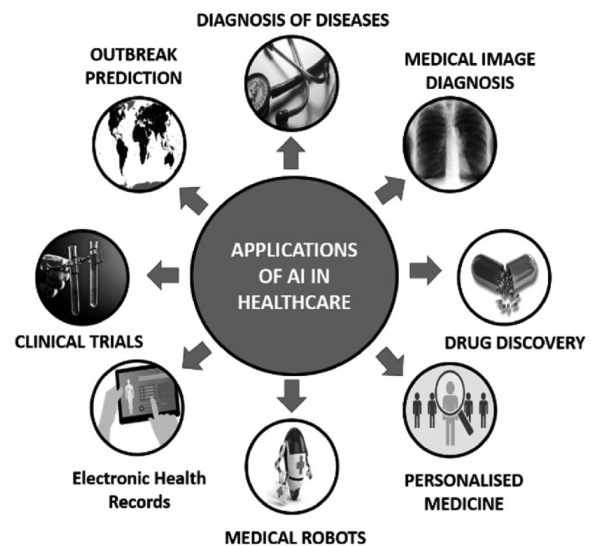 DIAGNOSIS OF DISEASES
OUTBREAK
PREDICTION
MEDICAL IMAGE
DIAGNOSIS
APPLICATIONS
OF AI IN
HEALTHCARE
CLINICAL TRIALS
DRUG DISCOVERY
Electronic Health
Records
PERSONALISED
MEDICINE
MEDICAL ROBOTS